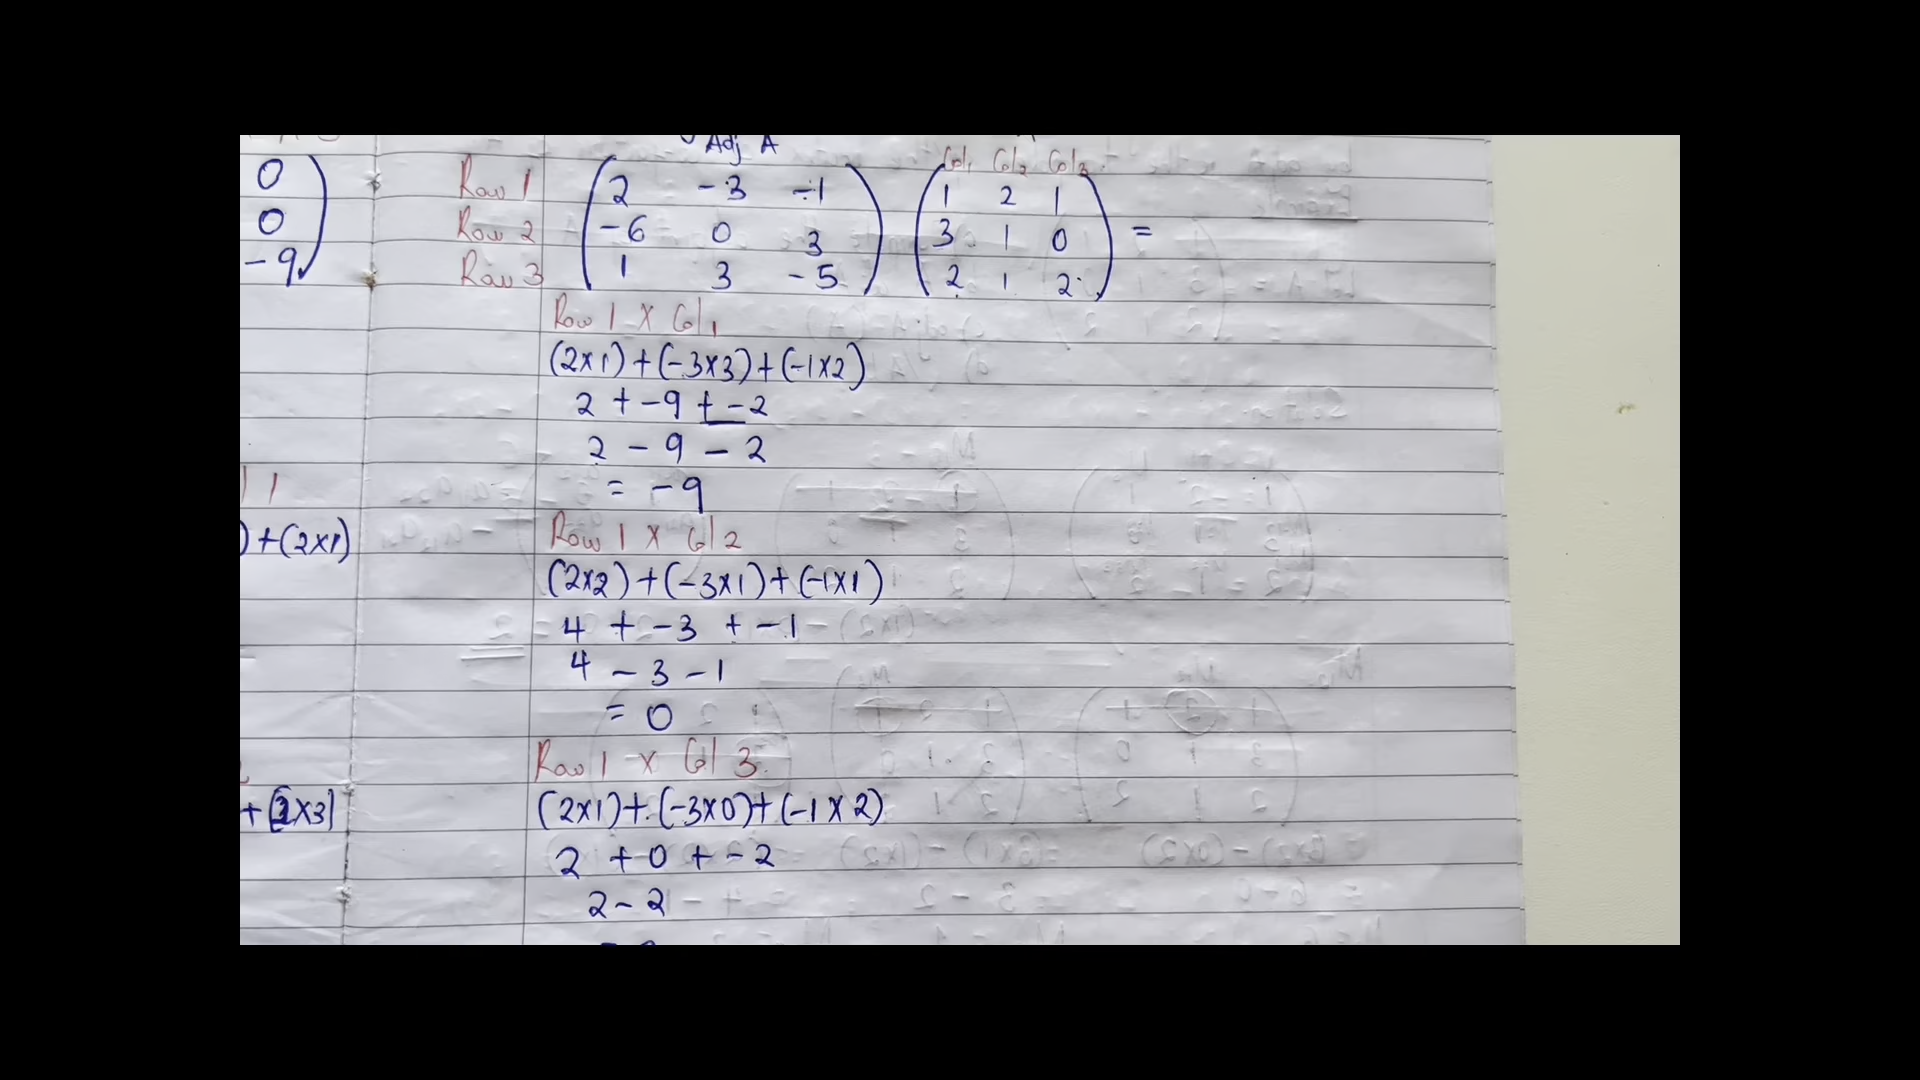 Adj A
Col1 Col2 Col3
0
0
-9
Row 1 2 -3 -1 1 2 1
Row 2 -6 0 3 3 1 0 =
Row 3 1 3 -5 2 1 2
Row 1 x Col1
(2x1)+(-3x3)+(-1x2)
2 + -9 + -2
2 - 9 - 2
= -9
Row 1 x Col 2
)+(2x1)
(2x2)+(-3x1)+(-1x1)
4 + -3 + -1
4 - 3 - 1
= 0
Row 1 x Col 3
(2x1)+(-3x0)+(-1x2)
2 + 0 + -2
2 - 2